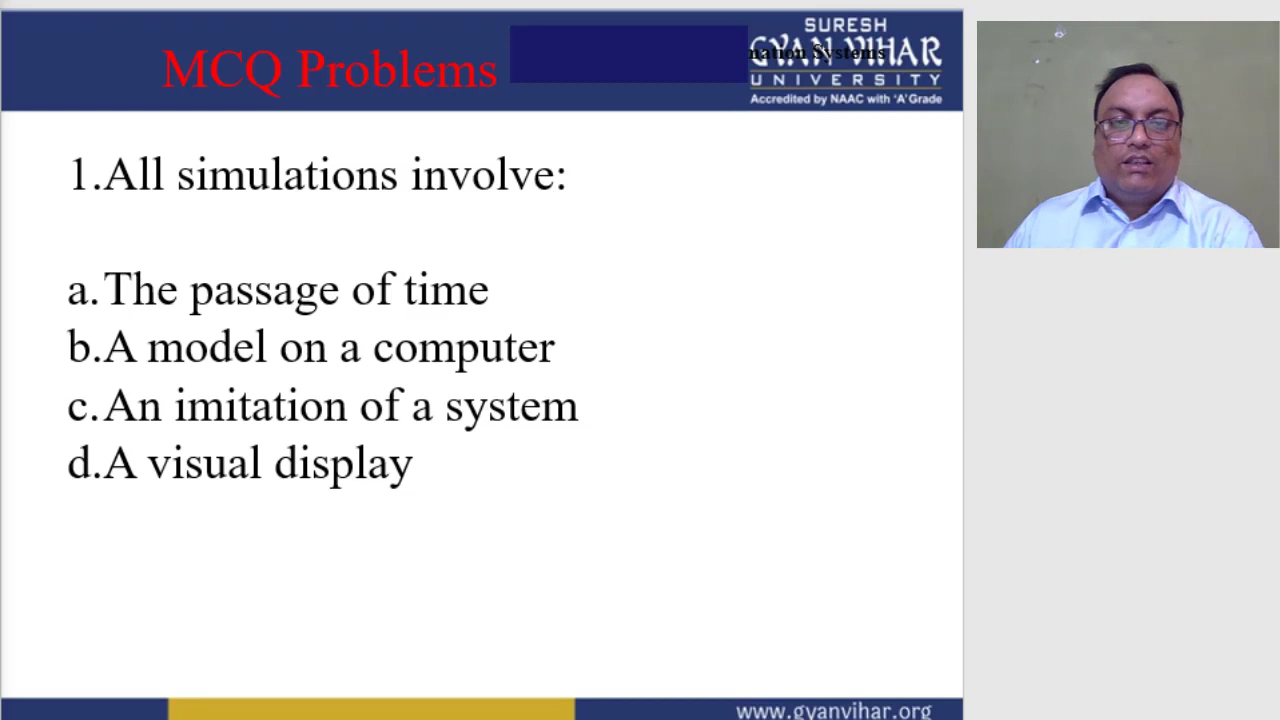 MCQ Problems
SURESH
GYAN VIHAR
Systems
UNIVERSITY
Accredited by NAAC with 'A' Grade
1.All simulations involve:
a.The passage of time
b.A model on a computer
c.An imitation of a system
d.A visual display
www.gyanvihar.org